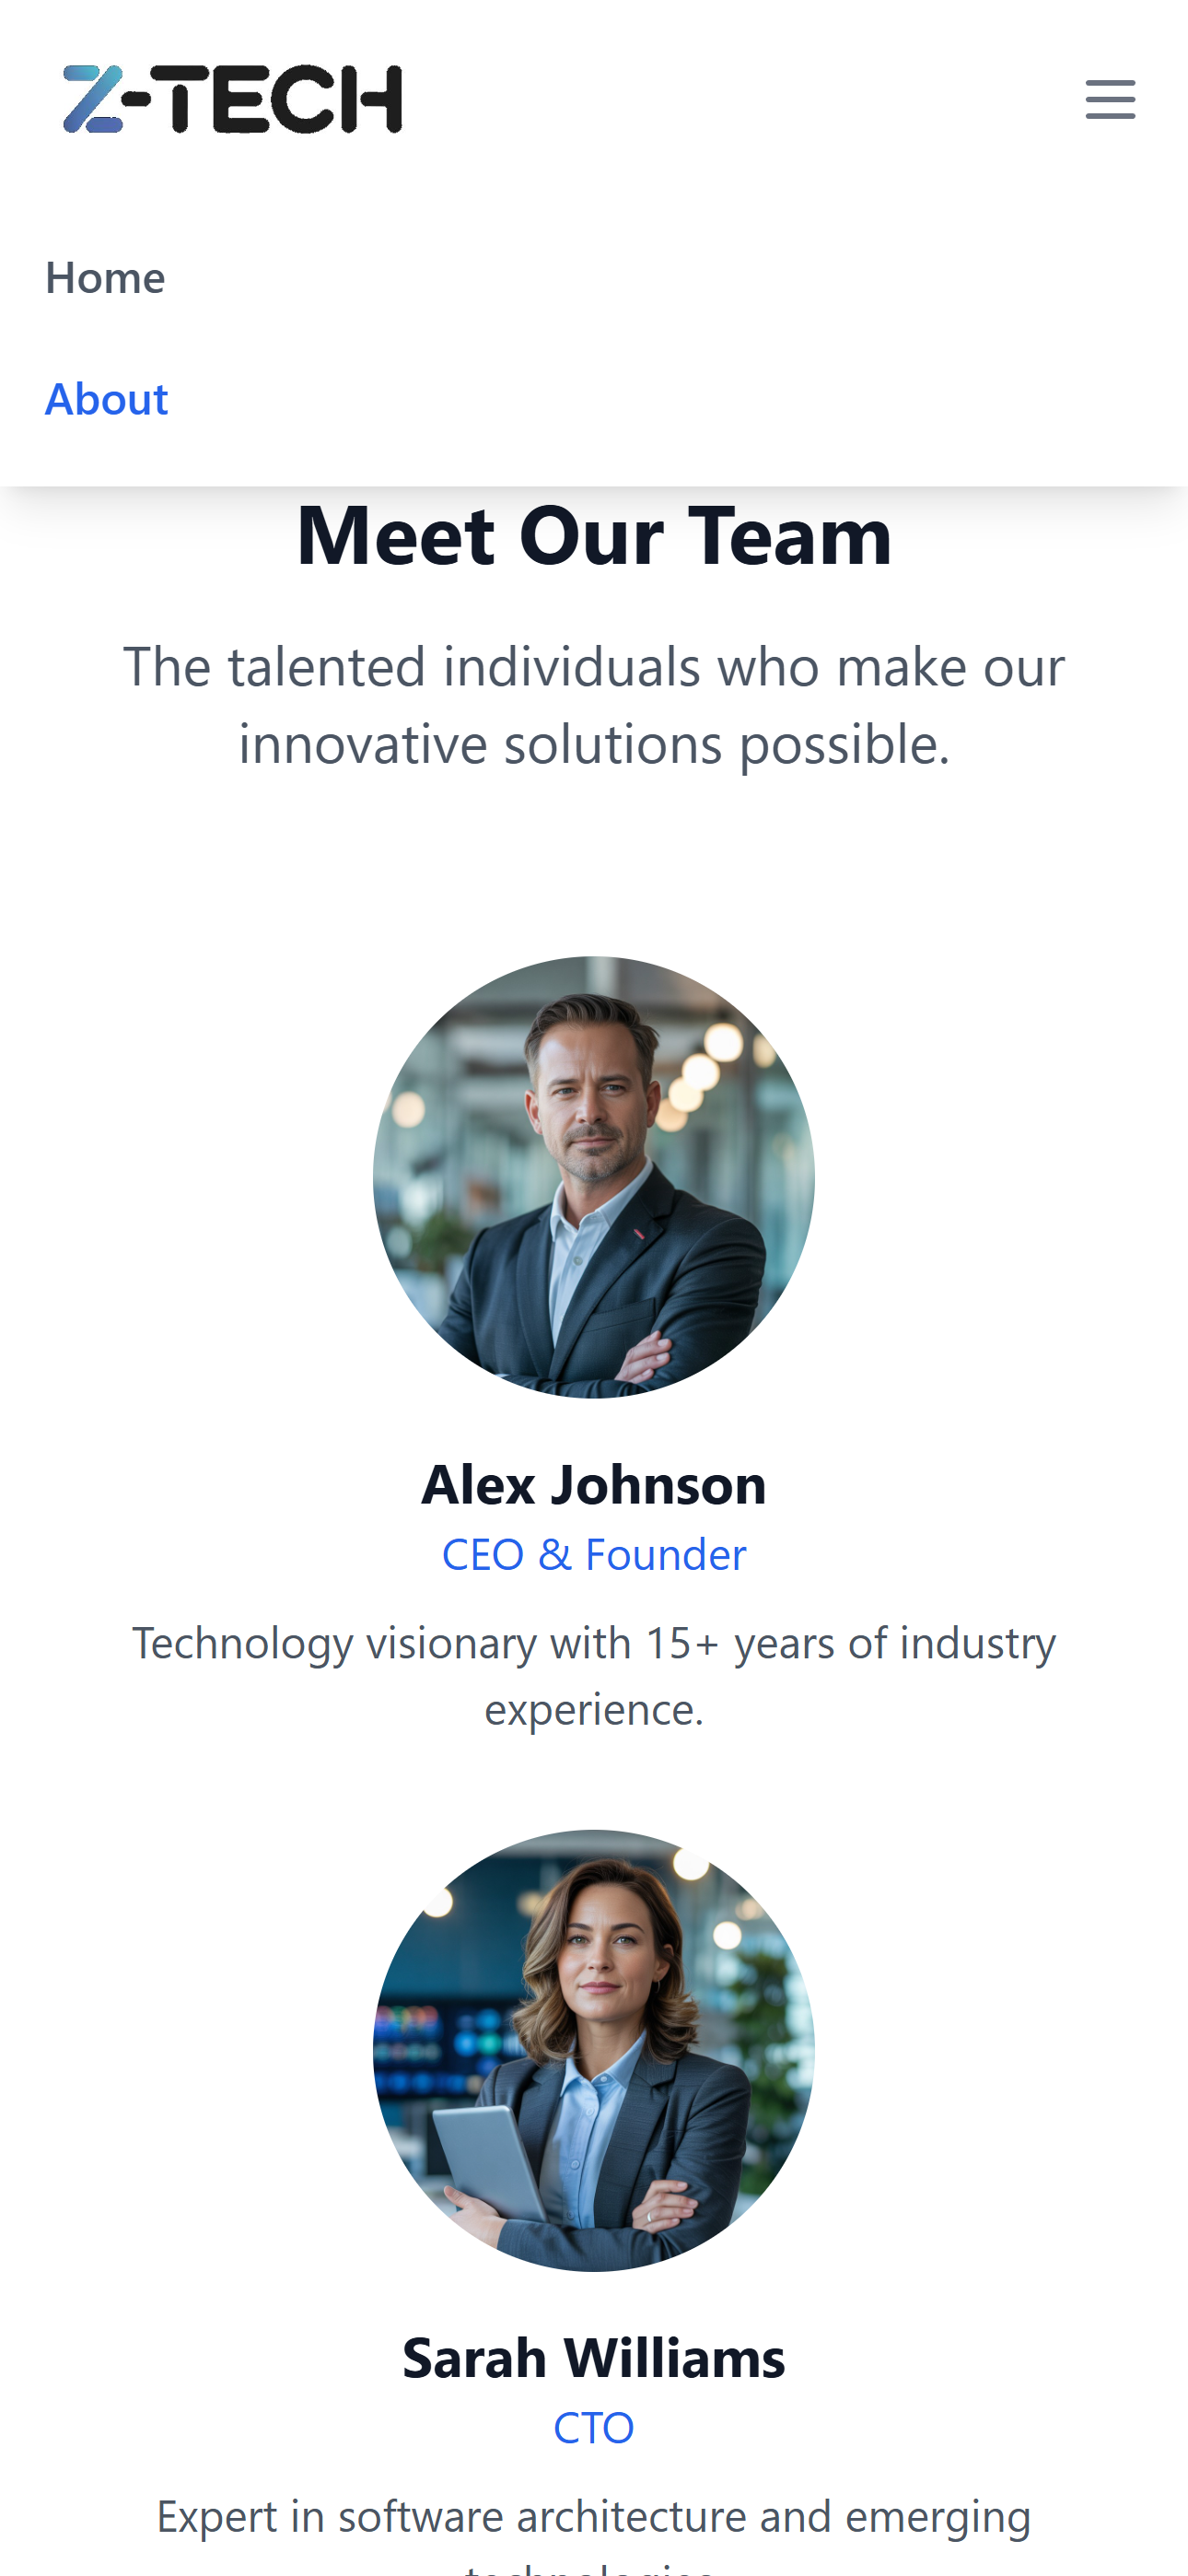 Z-TECH
Home
About
Meet Our Team
The talented individuals who make our
innovative solutions possible.
Alex Johnson
CEO & Founder
Technology visionary with 15+ years of industry
experience.
Sarah Williams
CTO
Expert in software architecture and emerging
technologies.